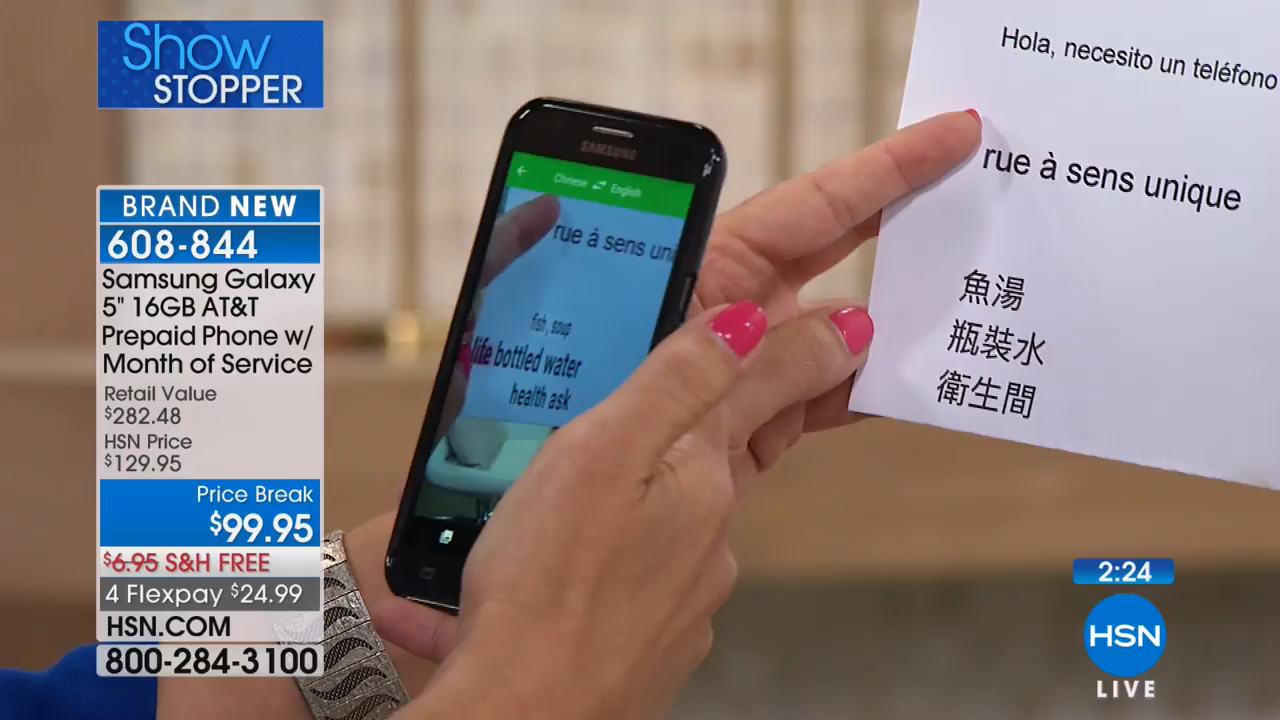 Show
STOPPER
BRAND NEW
608-844
Samsung Galaxy
5" 16GB AT&T
Prepaid Phone w/
Month of Service
Retail Value
$282.48
HSN Price
$129.95
Price Break
$99.95
$6.95 S&H FREE
4 Flexpay $24.99
HSN.COM
800-284-3100
SAMSUNG
Chinese English
rue à sens uni
fish, soup
life bottled water
health ask
Hola, necesito un teléfono
rue à sens unique
魚湯
瓶裝水
衛生間
2:24
HSN
LIVE